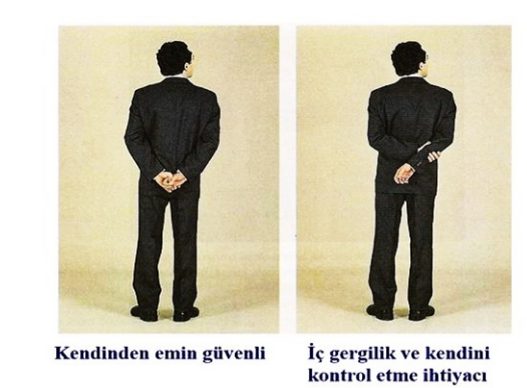 Kendinden emin güvenli
İç gergilik ve kendini
kontrol etme ihtiyacı